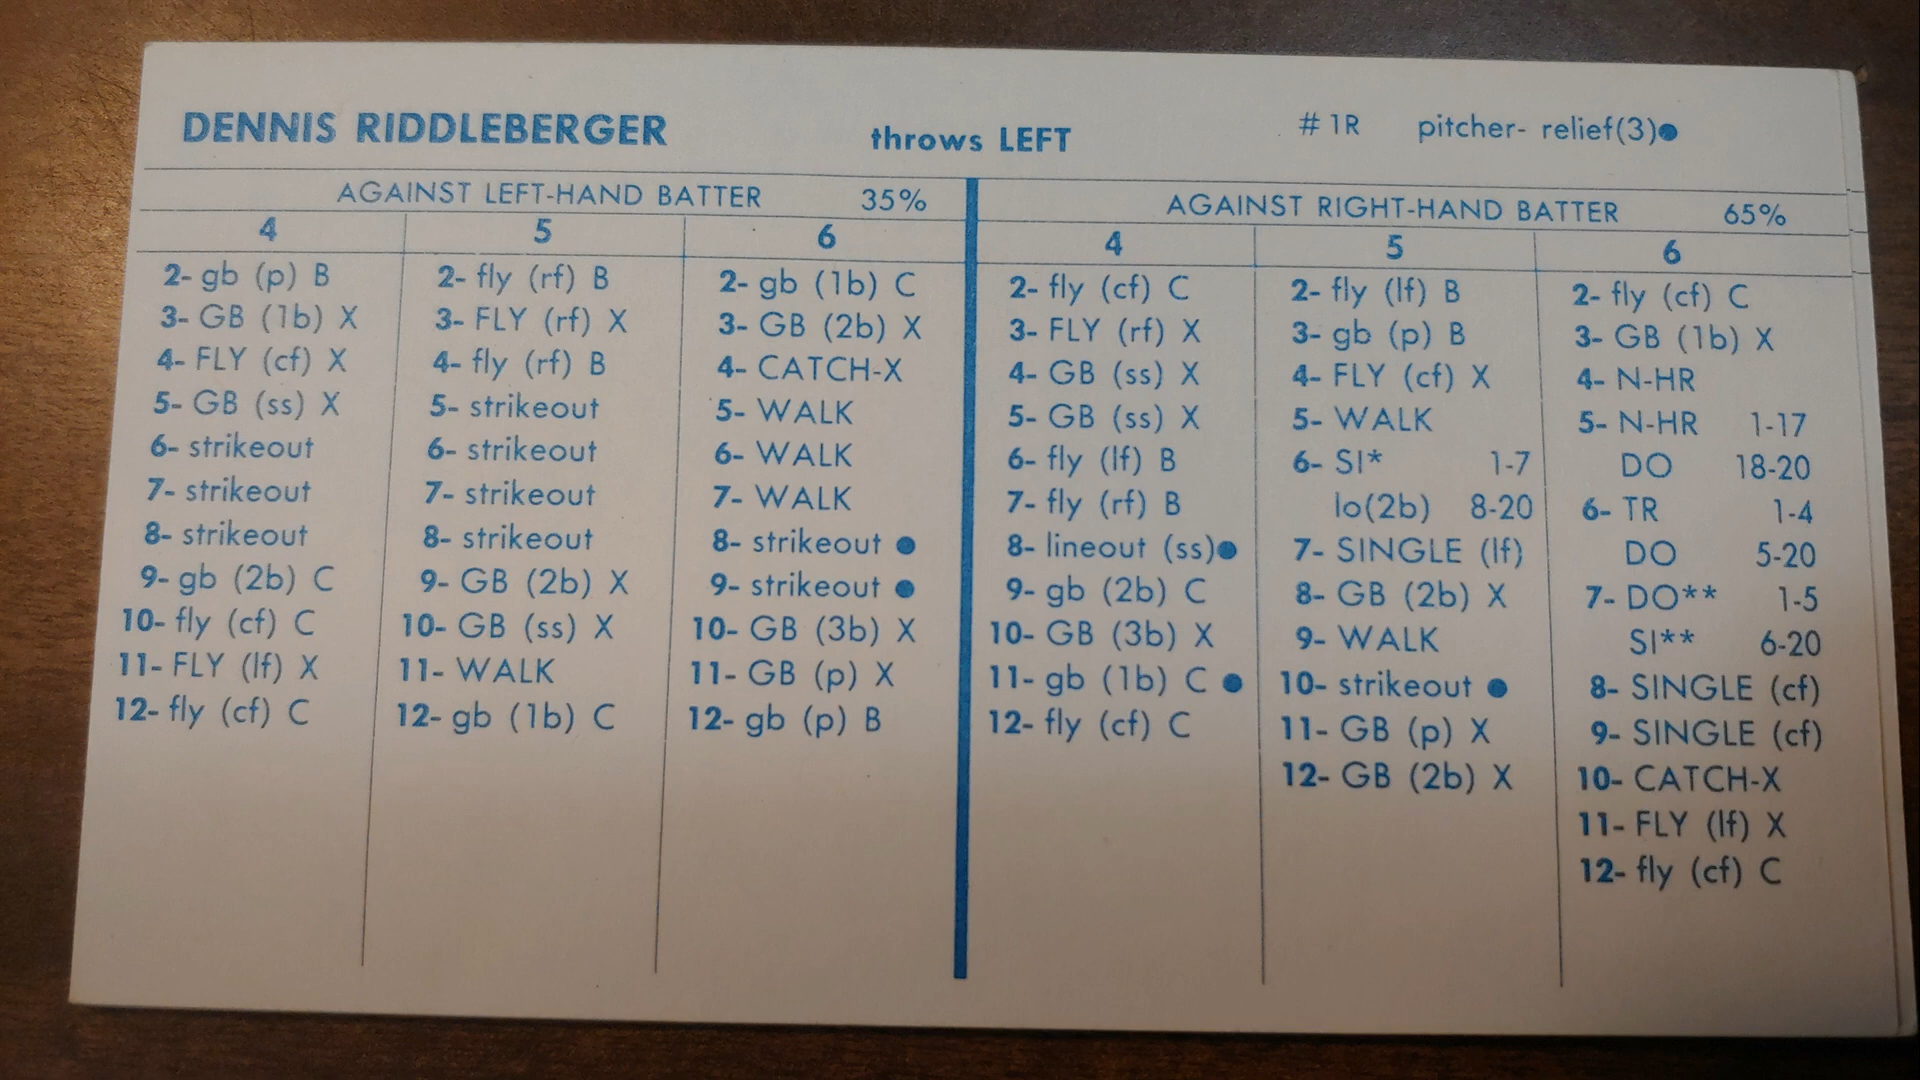 DENNIS RIDDLEBERGER throws LEFT # 1R pitcher- relief(3)●
AGAINST LEFT-HAND BATTER 35%
4 5 6
2- gb (p) B
3- GB (1b) X
4- FLY (cf) X
5- GB (ss) X
6- strikeout
7- strikeout
8- strikeout
9- gb (2b) C
10- fly (cf) C
11- FLY (lf) X
12- fly (cf) C
2- fly (rf) B
3- FLY (rf) X
4- fly (rf) B
5- strikeout
6- strikeout
7- strikeout
8- strikeout
9- GB (2b) X
10- GB (ss) X
11- WALK
12- gb (1b) C
2- gb (1b) C
3- GB (2b) X
4- CATCH-X
5- WALK
6- WALK
7- WALK
8- strikeout ●
9- strikeout ●
10- GB (3b) X
11- GB (p) X
12- gb (p) B
AGAINST RIGHT-HAND BATTER 65%
4 5 6
2- fly (cf) C
3- FLY (rf) X
4- GB (ss) X
5- GB (ss) X
6- fly (lf) B
7- fly (rf) B
8- lineout (ss)●
9- gb (2b) C
10- GB (3b) X
11- gb (1b) C ●
12- fly (cf) C
2- fly (lf) B
3- gb (p) B
4- FLY (cf) X
5- WALK
6- SI* 1-7
lo(2b) 8-20
7- SINGLE (lf)
8- GB (2b) X
9- WALK
10- strikeout ●
11- GB (p) X
12- GB (2b) X
2- fly (cf) C
3- GB (1b) X
4- N-HR
5- N-HR 1-17
DO 18-20
6- TR 1-4
DO 5-20
7- DO** 1-5
SI** 6-20
8- SINGLE (cf)
9- SINGLE (cf)
10- CATCH-X
11- FLY (lf) X
12- fly (cf) C